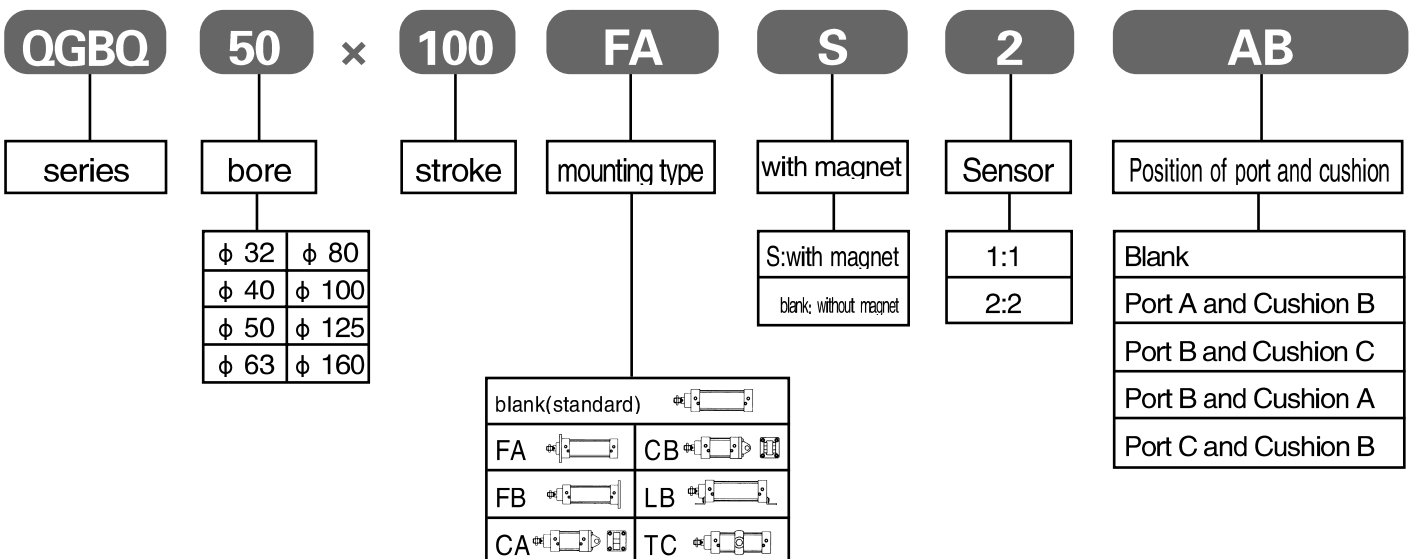 QGBQ 50 × 100 FA S 2 AB
series bore stroke mounting type with magnet Sensor Position of port and cushion
ϕ 32 ϕ 80
ϕ 40 ϕ 100
ϕ 50 ϕ 125
ϕ 63 ϕ 160
S:with magnet
blank: without magnet
1:1
2:2
Blank
Port A and Cushion B
Port B and Cushion C
Port B and Cushion A
Port C and Cushion B
blank(standard)
FA CB
FB LB
CA TC